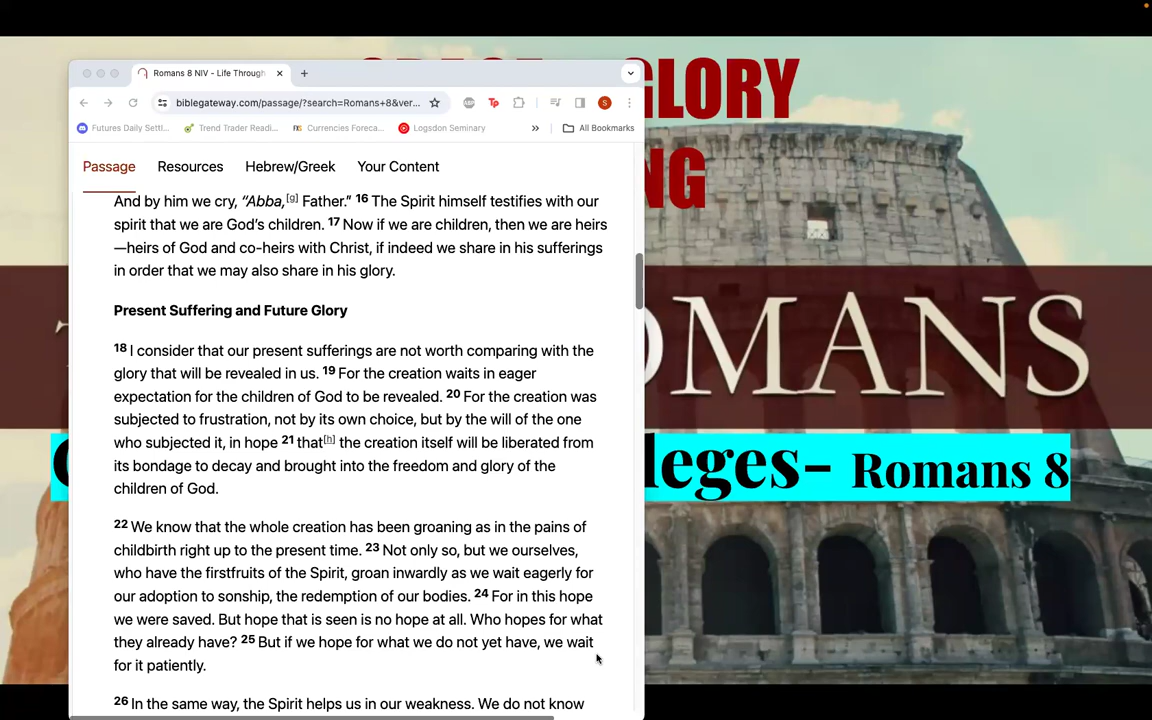 GLORY
NG
Romans 8 NIV - Life Through
biblegateway.com/passage/?search=Romans+8&ver...
Futures Daily Settl...
Trend Trader Readi...
Currencies Foreca...
Logsdon Seminary
All Bookmarks
Passage
Resources
Hebrew/Greek
Your Content
And by him we cry, “Abba,[g] Father.” 16 The Spirit himself testifies with our
spirit that we are God’s children. 17 Now if we are children, then we are heirs
—heirs of God and co-heirs with Christ, if indeed we share in his sufferings
in order that we may also share in his glory.
Present Suffering and Future Glory
18 I consider that our present sufferings are not worth comparing with the
glory that will be revealed in us. 19 For the creation waits in eager
expectation for the children of God to be revealed. 20 For the creation was
subjected to frustration, not by its own choice, but by the will of the one
who subjected it, in hope 21 that[h] the creation itself will be liberated from
its bondage to decay and brought into the freedom and glory of the
children of God.
22 We know that the whole creation has been groaning as in the pains of
childbirth right up to the present time. 23 Not only so, but we ourselves,
who have the firstfruits of the Spirit, groan inwardly as we wait eagerly for
our adoption to sonship, the redemption of our bodies. 24 For in this hope
we were saved. But hope that is seen is no hope at all. Who hopes for what
they already have? 25 But if we hope for what we do not yet have, we wait
for it patiently.
26 In the same way, the Spirit helps us in our weakness. We do not know
OMANS
leges- Romans 8